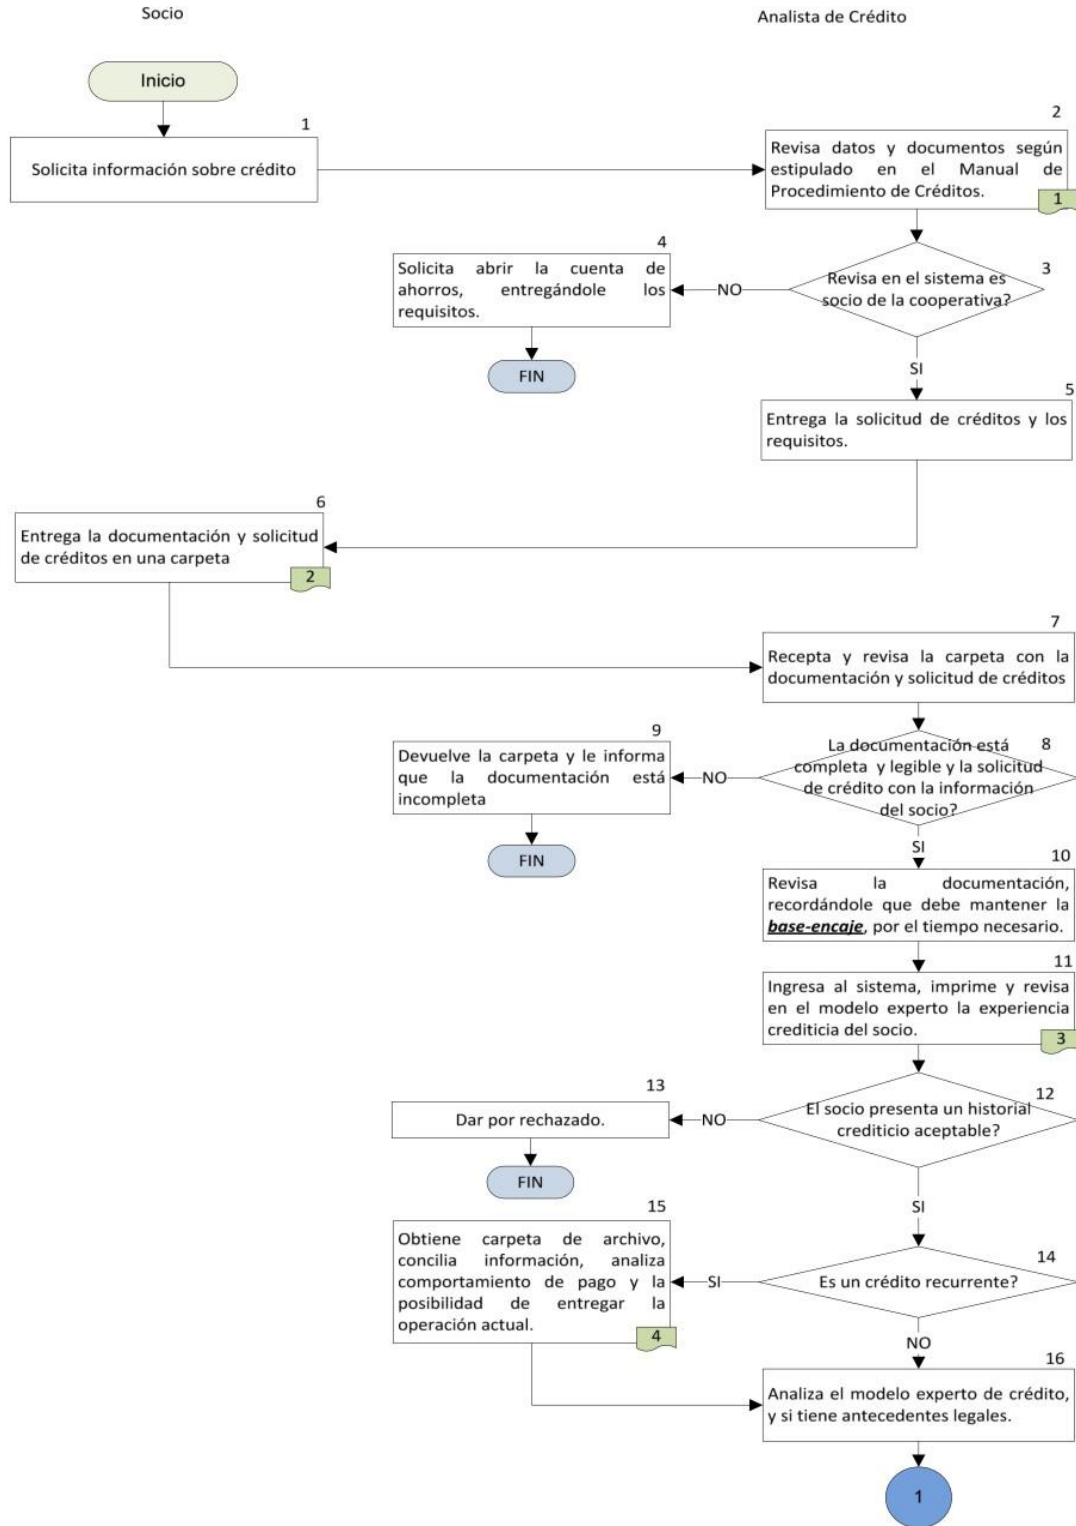 Socio
Analista de Crédito
Inicio
1
Solicita información sobre crédito
2
Revisa datos y documentos según
estipulado en el Manual de
Procedimiento de Créditos.
1
3
Revisa en el sistema es
socio de la cooperativa?
NO
4
Solicita abrir la cuenta de
ahorros, entregándole los
requisitos.
FIN
SI
5
Entrega la solicitud de créditos y los
requisitos.
6
Entrega la documentación y solicitud
de créditos en una carpeta
2
7
Recepta y revisa la carpeta con la
documentación y solicitud de créditos
8
La documentación está
completa y legible y la solicitud
de crédito con la información
del socio?
NO
9
Devuelve la carpeta y le informa
que la documentación está
incompleta
FIN
SI
10
Revisa la documentación,
recordándole que debe mantener la
base-encaje, por el tiempo necesario.
11
Ingresa al sistema, imprime y revisa
en el modelo experto la experiencia
crediticia del socio.
3
12
El socio presenta un historial
crediticio aceptable?
NO
13
Dar por rechazado.
FIN
SI
14
Es un crédito recurrente?
SI
15
Obtiene carpeta de archivo,
concilia información, analiza
comportamiento de pago y la
posibilidad de entregar la
operación actual.
4
NO
16
Analiza el modelo experto de crédito,
y si tiene antecedentes legales.
1